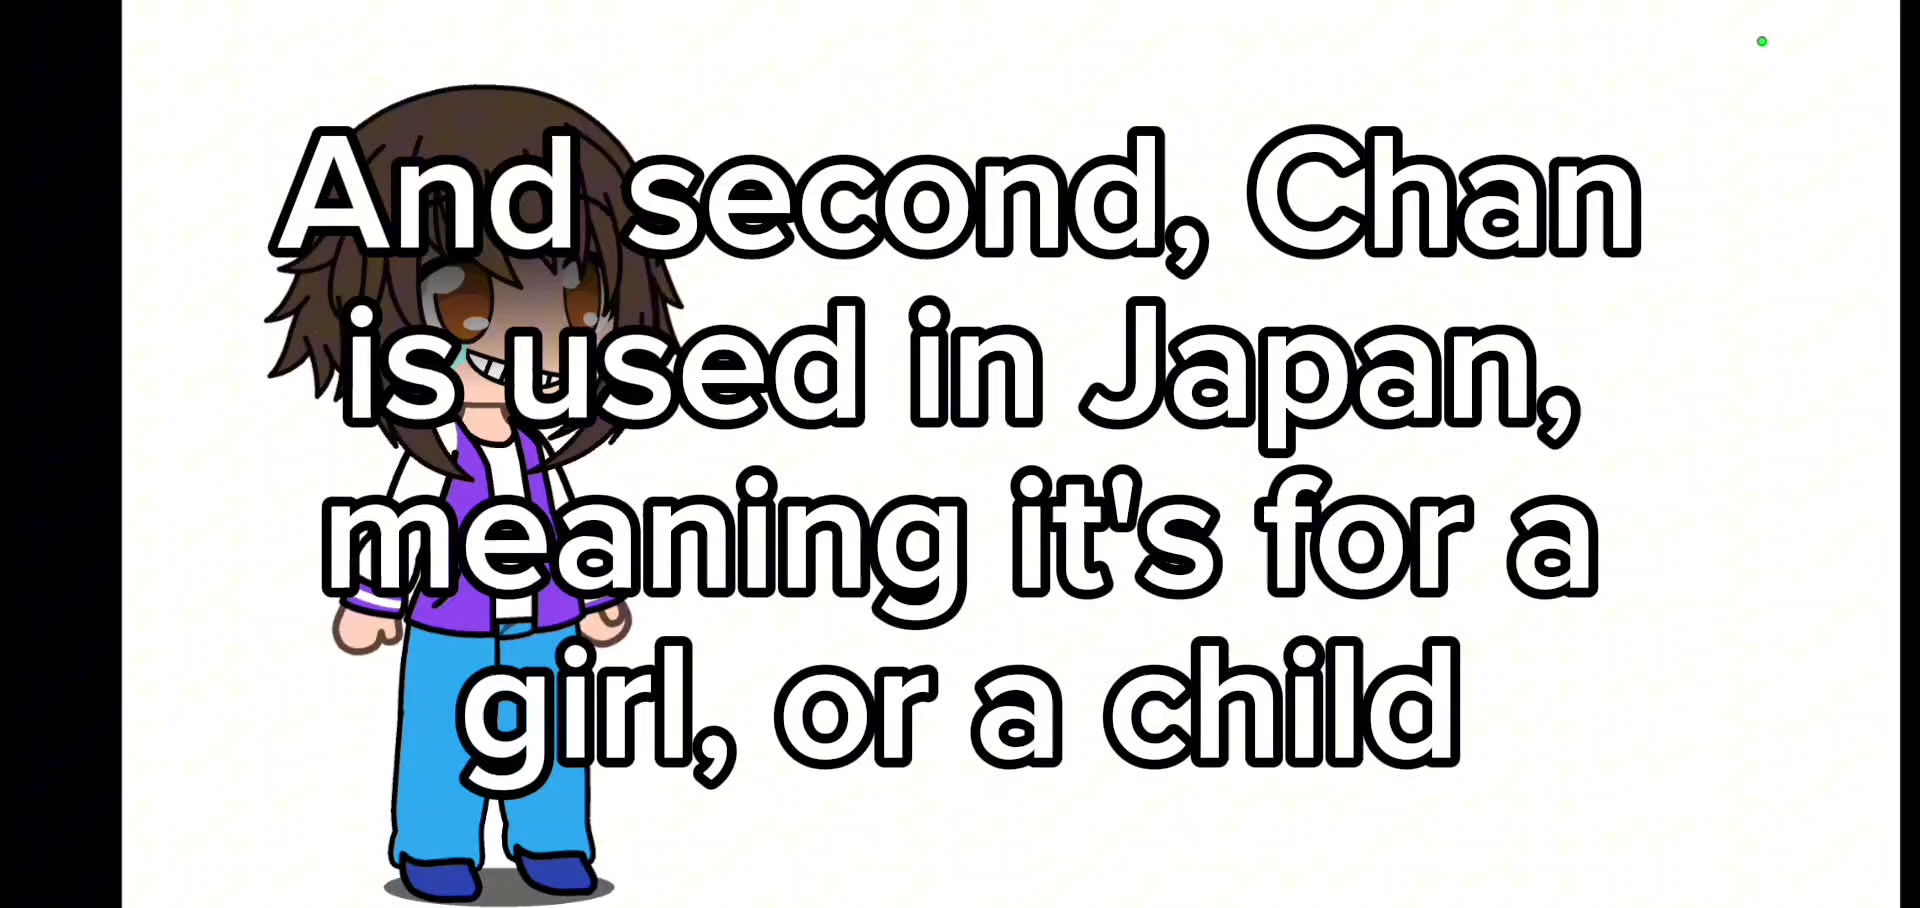 And second, Chan
is used in Japan,
meaning it's for a
girl, or a child